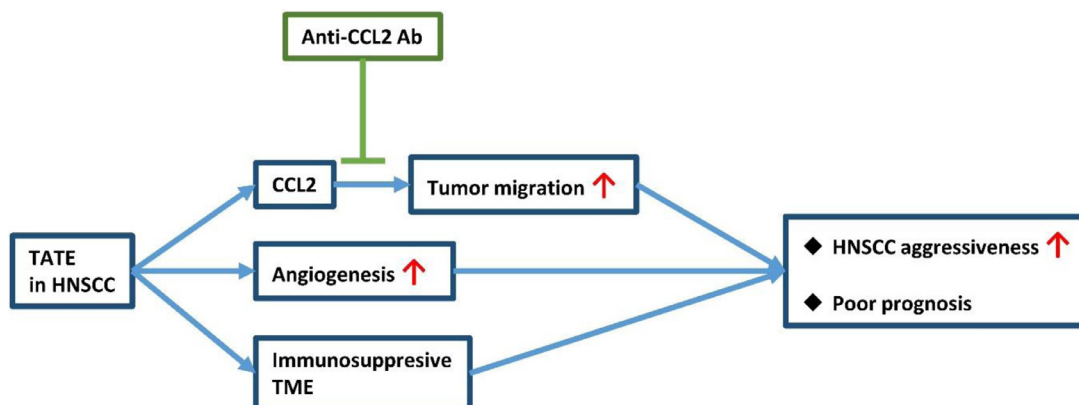 Anti-CCL2 Ab
CCL2
Tumor migration ↑
TATE
in HNSCC
Angiogenesis ↑
◆ HNSCC aggressiveness ↑
◆ Poor prognosis
Immunosuppresive
TME